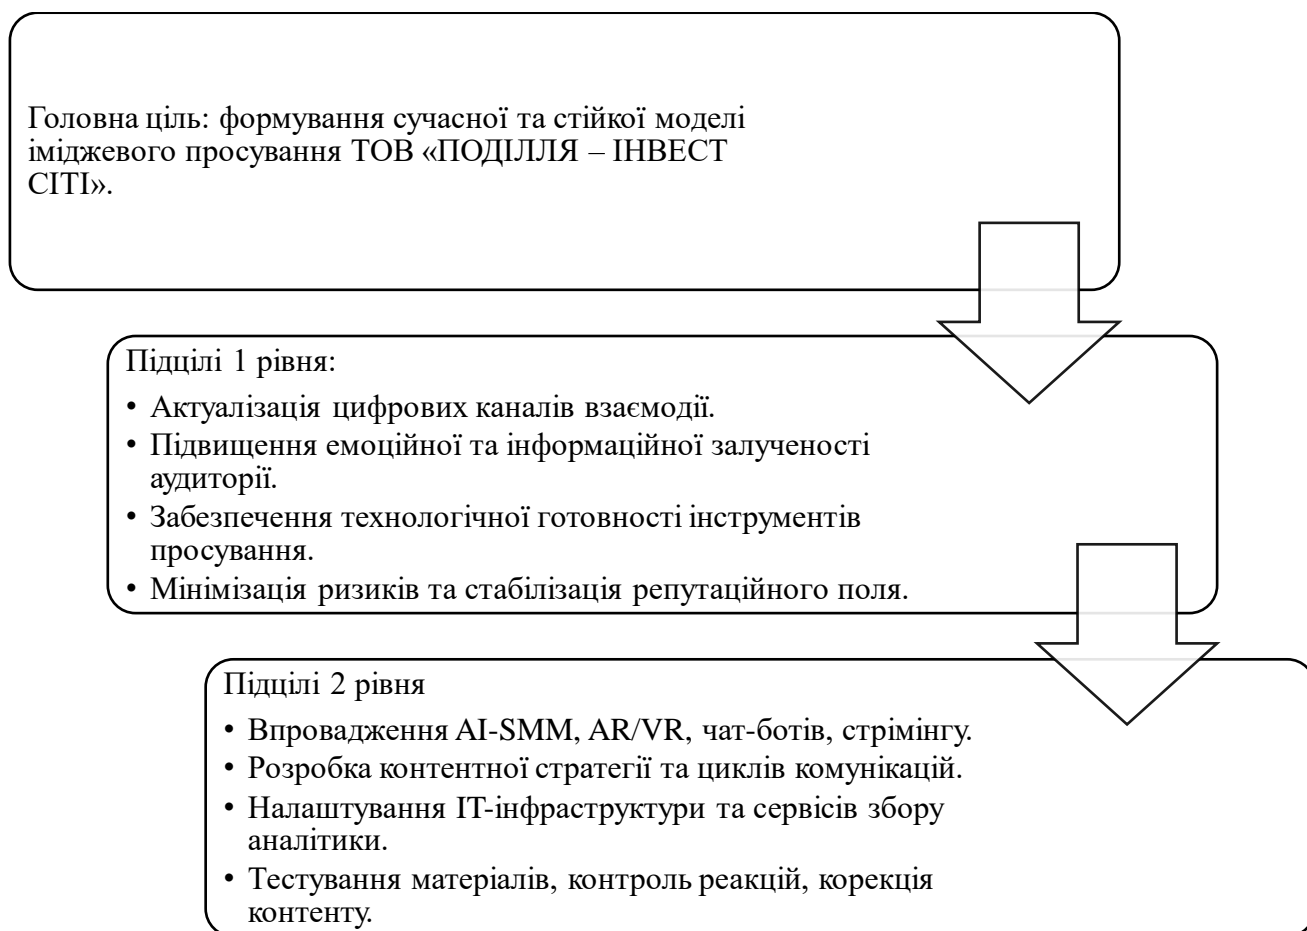 Головна ціль: формування сучасної та стійкої моделі
іміджевого просування ТОВ «ПОДІЛЛЯ – ІНВЕСТ
СІТІ».
Підцілі 1 рівня:
• Актуалізація цифрових каналів взаємодії.
• Підвищення емоційної та інформаційної залученості
аудиторії.
• Забезпечення технологічної готовності інструментів
просування.
• Мінімізація ризиків та стабілізація репутаційного поля.
Підцілі 2 рівня
• Впровадження AI-SMM, AR/VR, чат-ботів, стрімінгу.
• Розробка контентної стратегії та циклів комунікацій.
• Налаштування ІТ-інфраструктури та сервісів збору
аналітики.
• Тестування матеріалів, контроль реакцій, корекція
контенту.